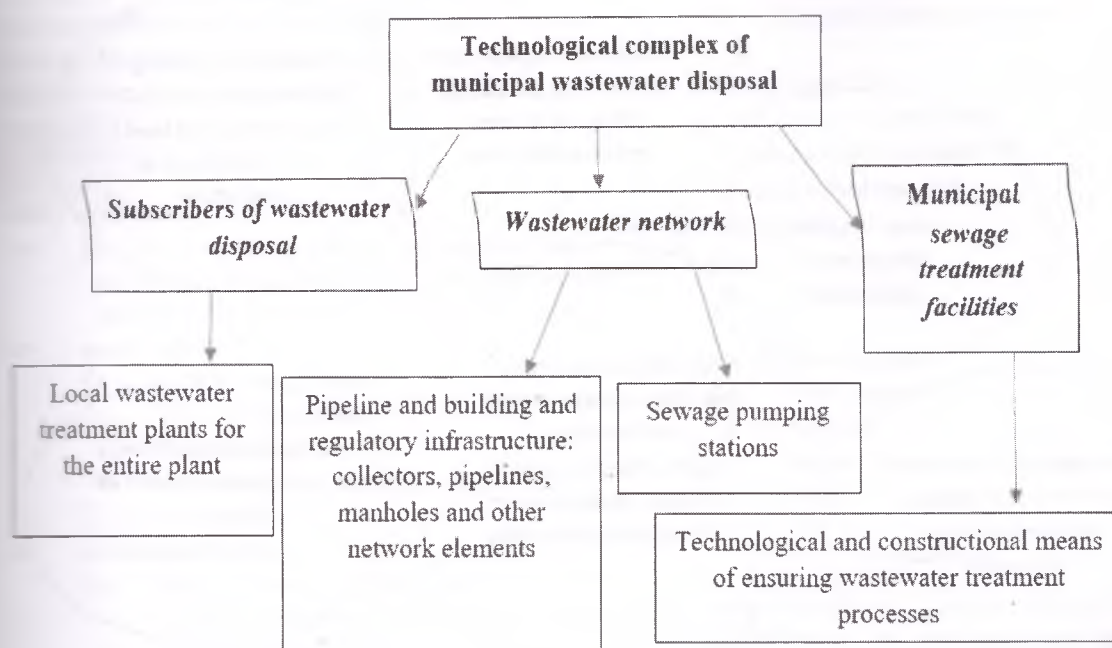 Technological complex of
municipal wastewater disposal
Subscribers of wastewater
disposal
Wastewater network
Municipal
sewage
treatment
facilities
Local wastewater
treatment plants for
the entire plant
Pipeline and building and
regulatory infrastructure:
collectors, pipelines,
manholes and other
network elements
Sewage pumping
stations
Technological and constructional means
of ensuring wastewater treatment
processes